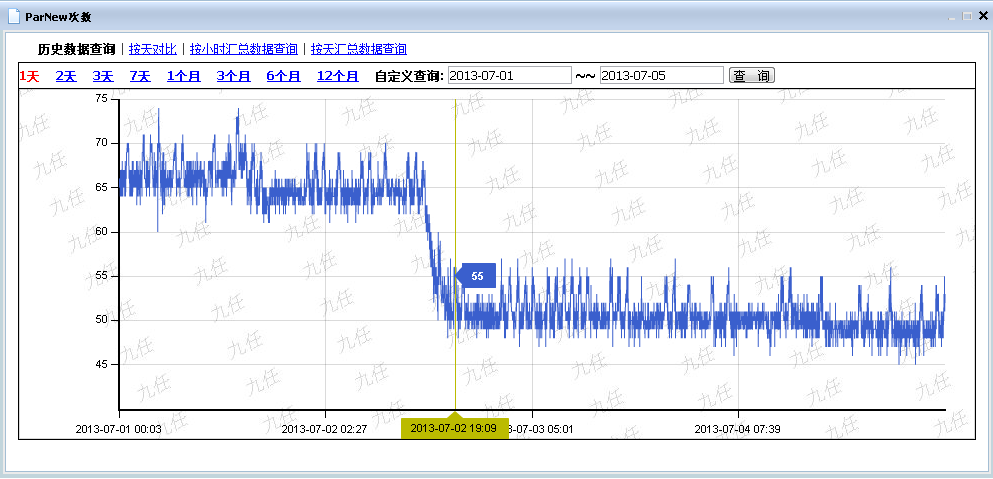 ParNew次数
历史数据查询 | 按天对比 | 按小时汇总数据查询 | 按天汇总数据查询
1天 2天 3天 7天 1个月 3个月 6个月 12个月 自定义查询: 2013-07-01 ~~ 2013-07-05 查 询
75
70
65
60
55
55
50
45
2013-07-01 00:03 2013-07-02 02:27 2013-07-02 19:09 3-07-03 05:01 2013-07-04 07:39
九任